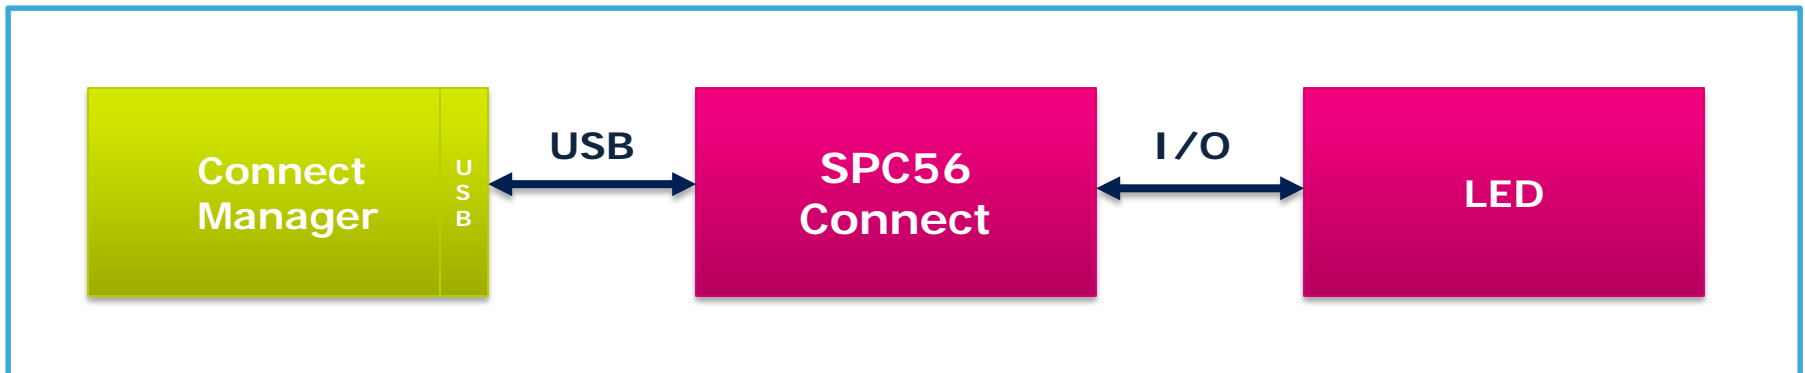 Connect
Manager
U
S
B
USB
SPC56
Connect
I/O
LED